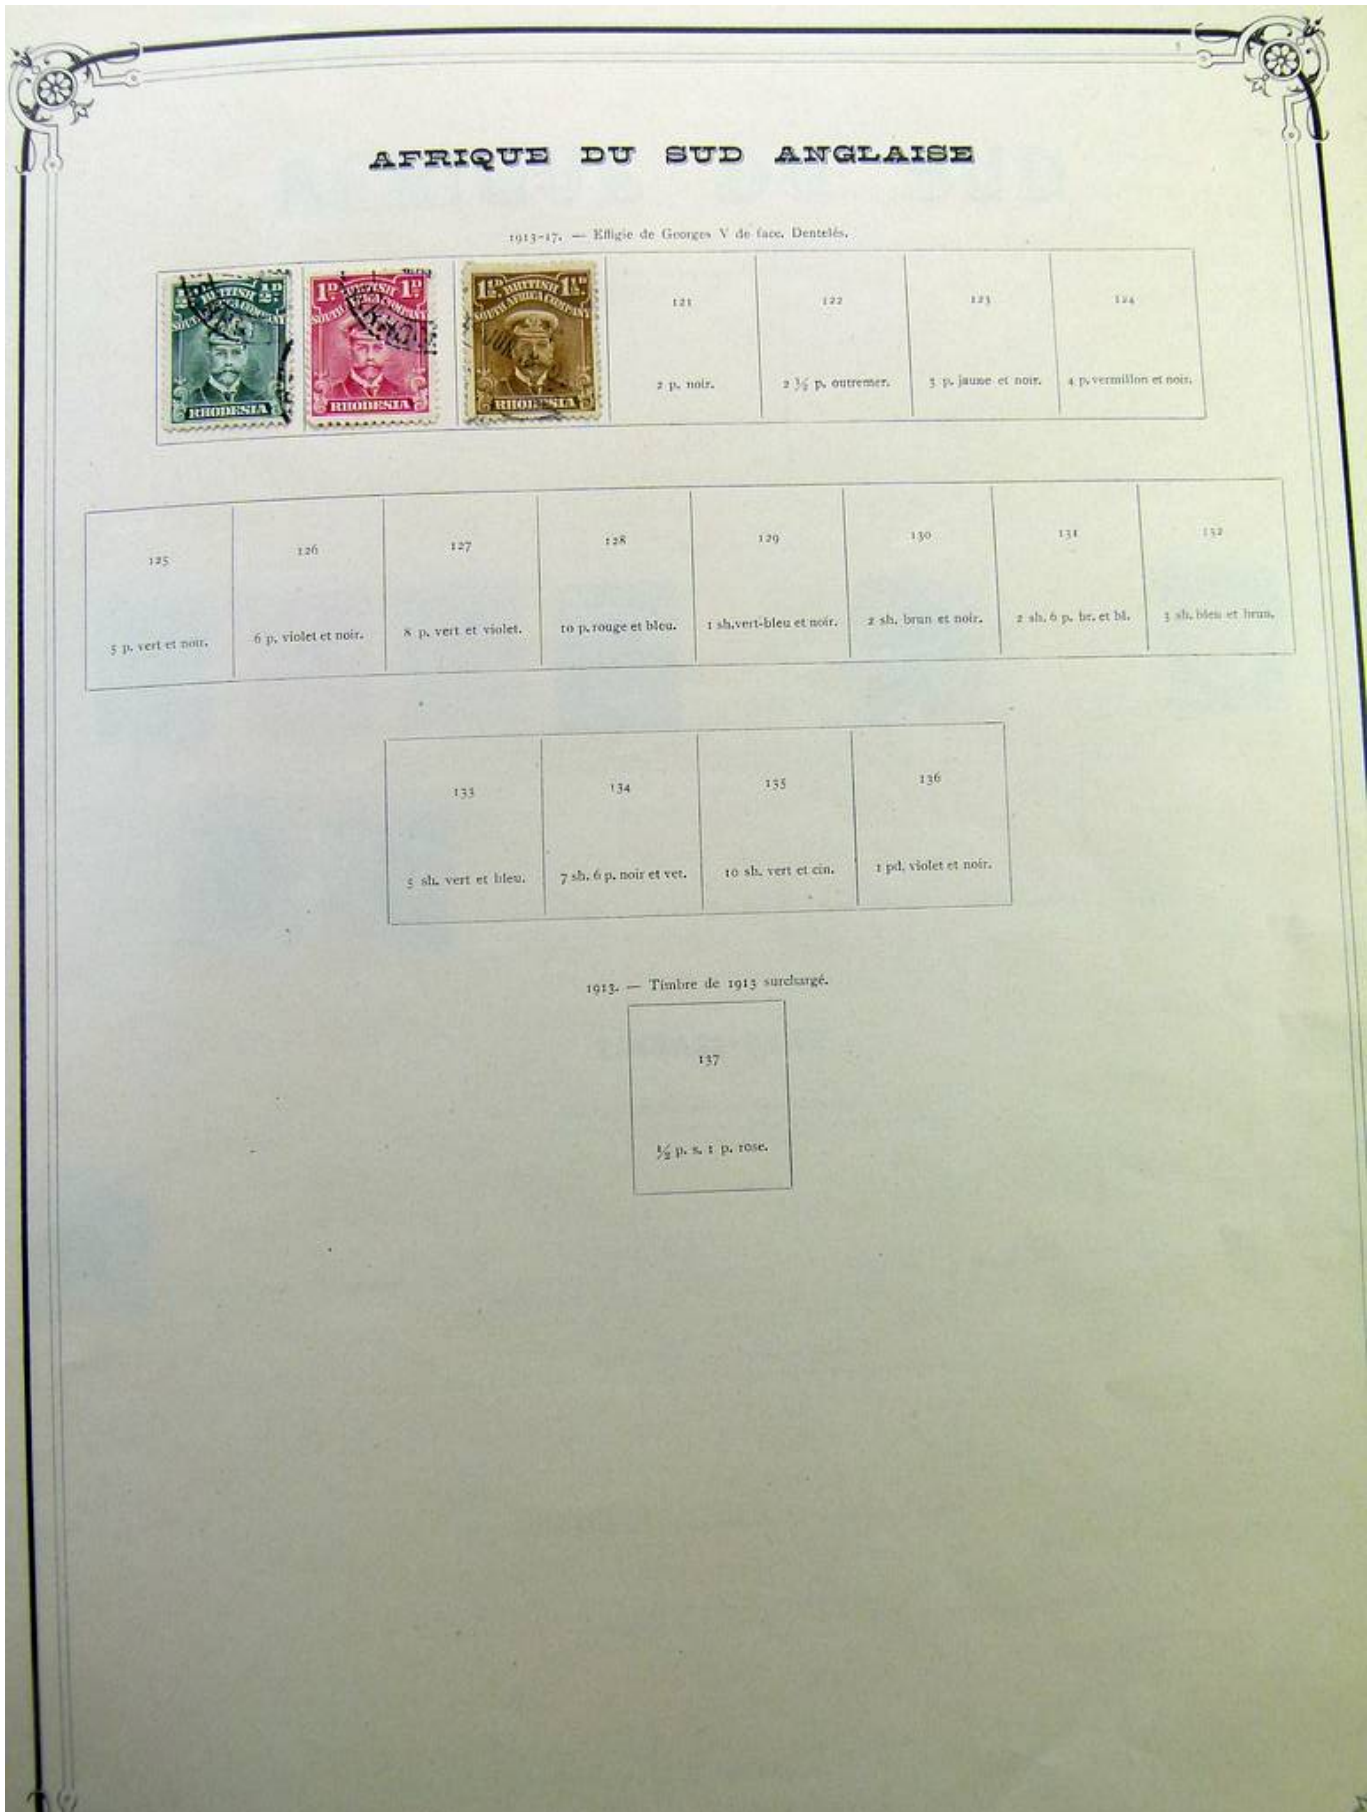 AFRIQUE DU SUD ANGLAISE
1913-17. — Effigie de Georges V de face. Dentelés.
½D BRITISH ½D
SOUTH AFRICA COMPANY
RHODESIA
1D BRITISH 1D
SOUTH AFRICA COMPANY
RHODESIA
1½D BRITISH 1½D
SOUTH AFRICA COMPANY
RHODESIA
121
2 p. noir.
122
2 ½ p. outremer.
123
3 p. jaune et noir.
124
4 p. vermillon et noir.
125
5 p. vert et noir.
126
6 p. violet et noir.
127
8 p. vert et violet.
128
10 p. rouge et bleu.
129
1 sh. vert-bleu et noir.
130
2 sh. brun et noir.
131
2 sh. 6 p. br. et bl.
132
3 sh. bleu et brun.
133
5 sh. vert et bleu.
134
7 sh. 6 p. noir et vet.
135
10 sh. vert et cin.
136
1 pd. violet et noir.
1913. — Timbre de 1913 surchargé.
137
½ p. s. 1 p. rose.